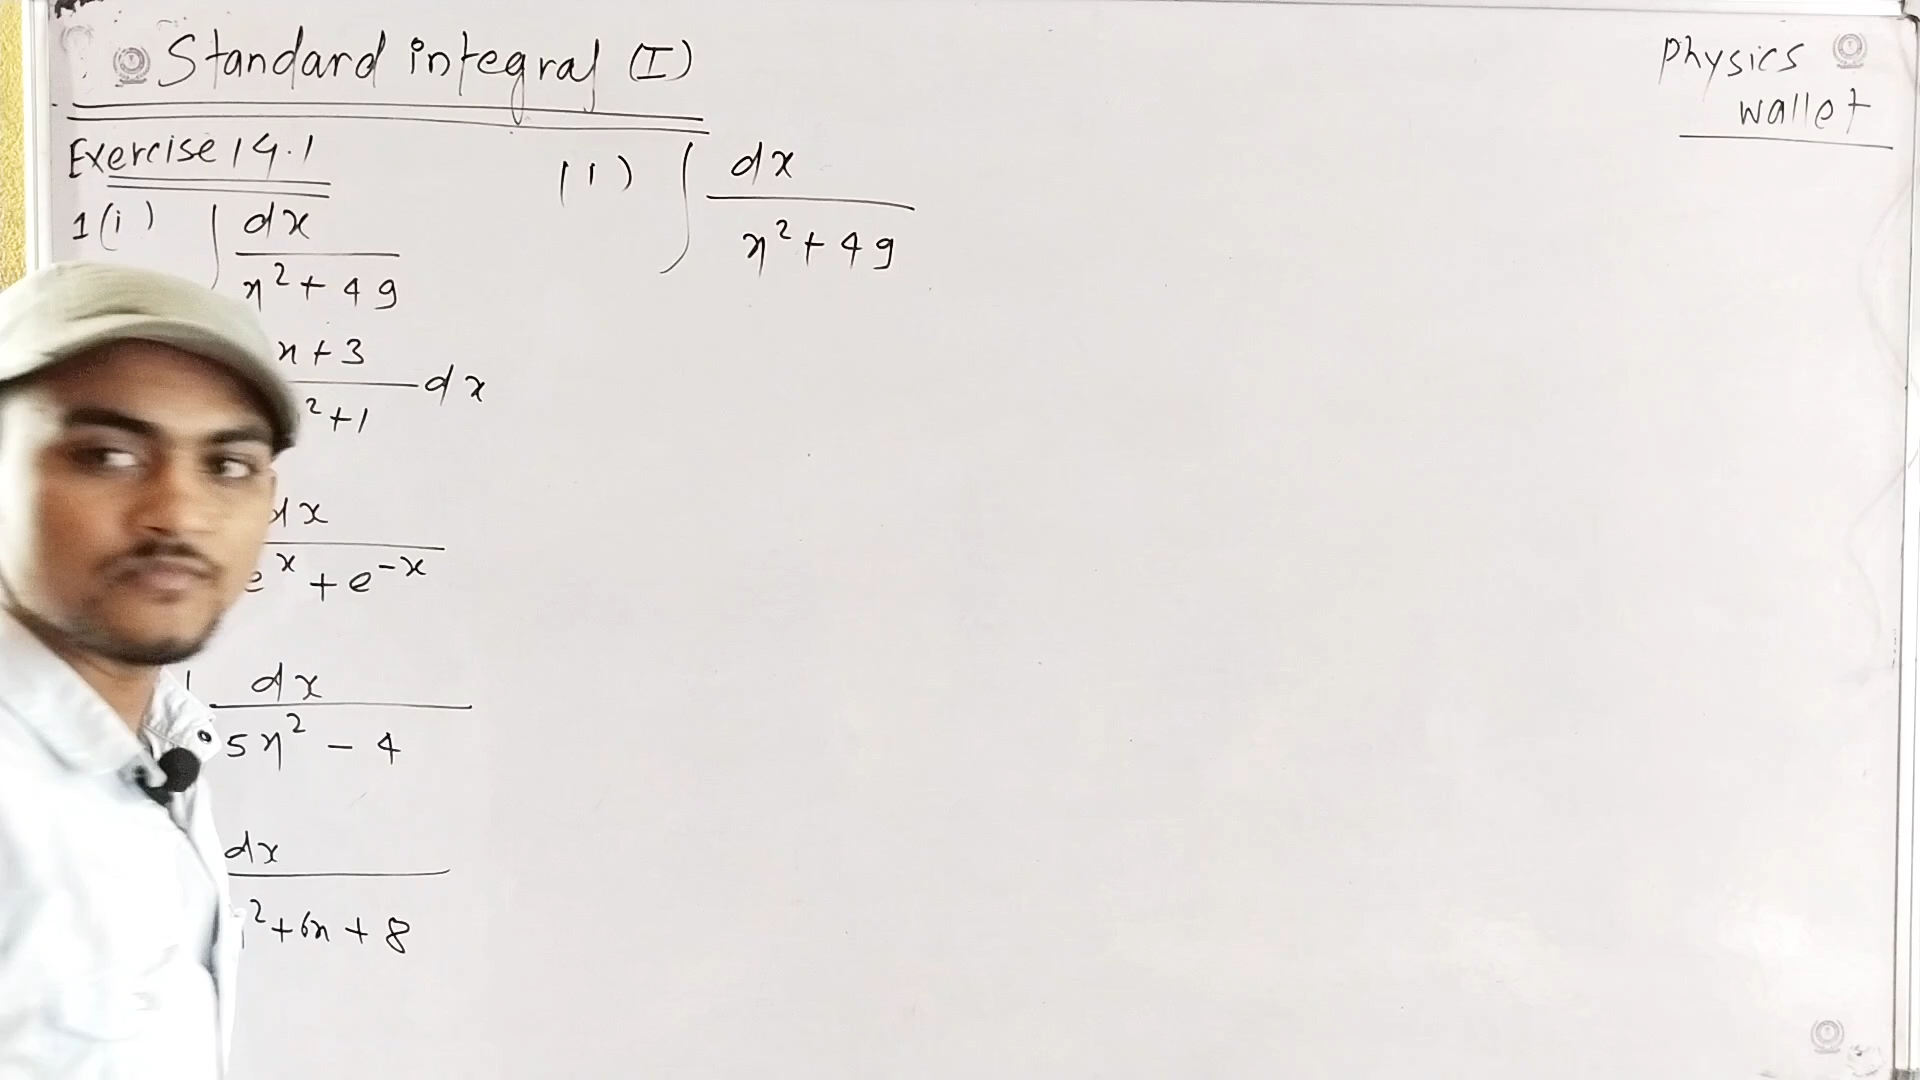 Standard integral (I)
Physics
wallet
Exercise 14.1
1(i) ∫ dx
x²+49
x+3
²+1 dx
dx
eˣ+e⁻ˣ
dx
5x²-4
dx
²+6x+8
(i) ∫ dx
x²+49